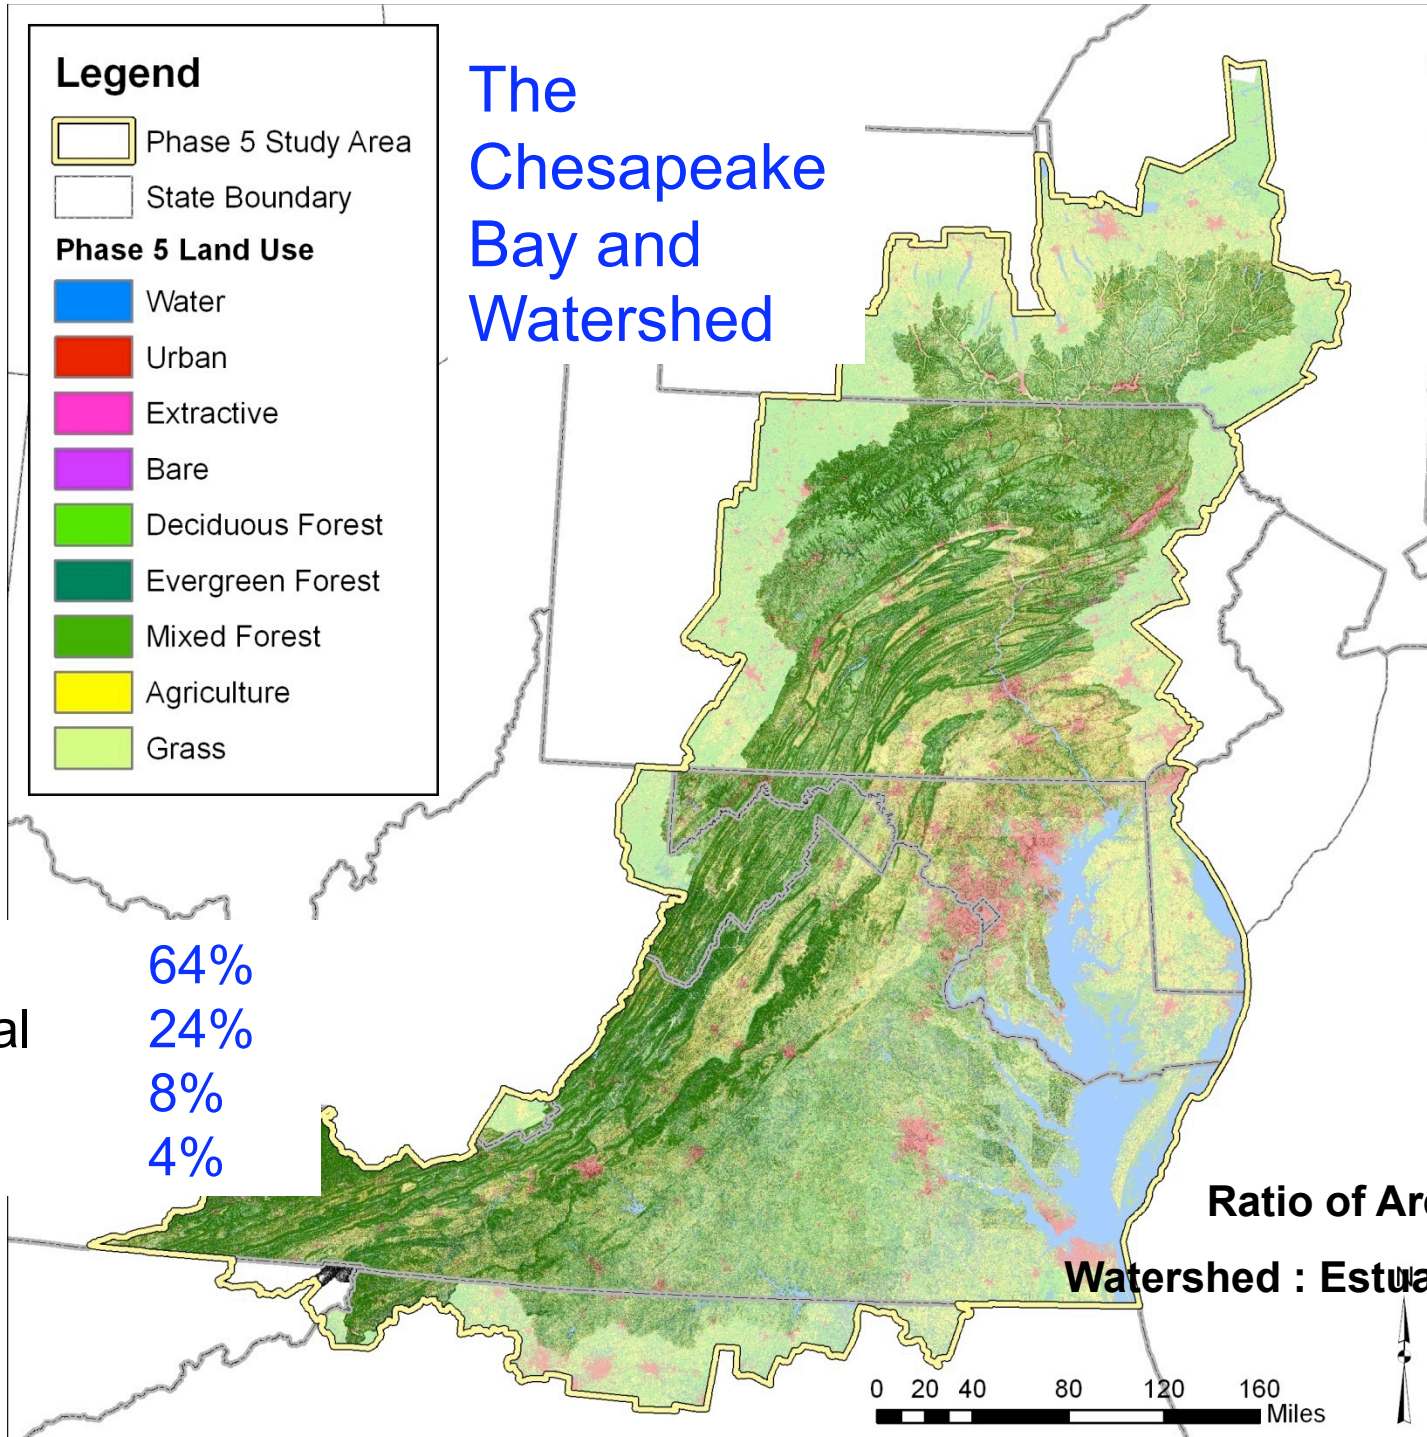 Legend
Phase 5 Study Area
State Boundary
Phase 5 Land Use
Water
Urban
Extractive
Bare
Deciduous Forest
Evergreen Forest
Mixed Forest
Agriculture
Grass
The
Chesapeake
Bay and
Watershed
64%
al 24%
8%
4%
Ratio of Are
Watershed : Estua
N
0 20 40 80 120 160
Miles